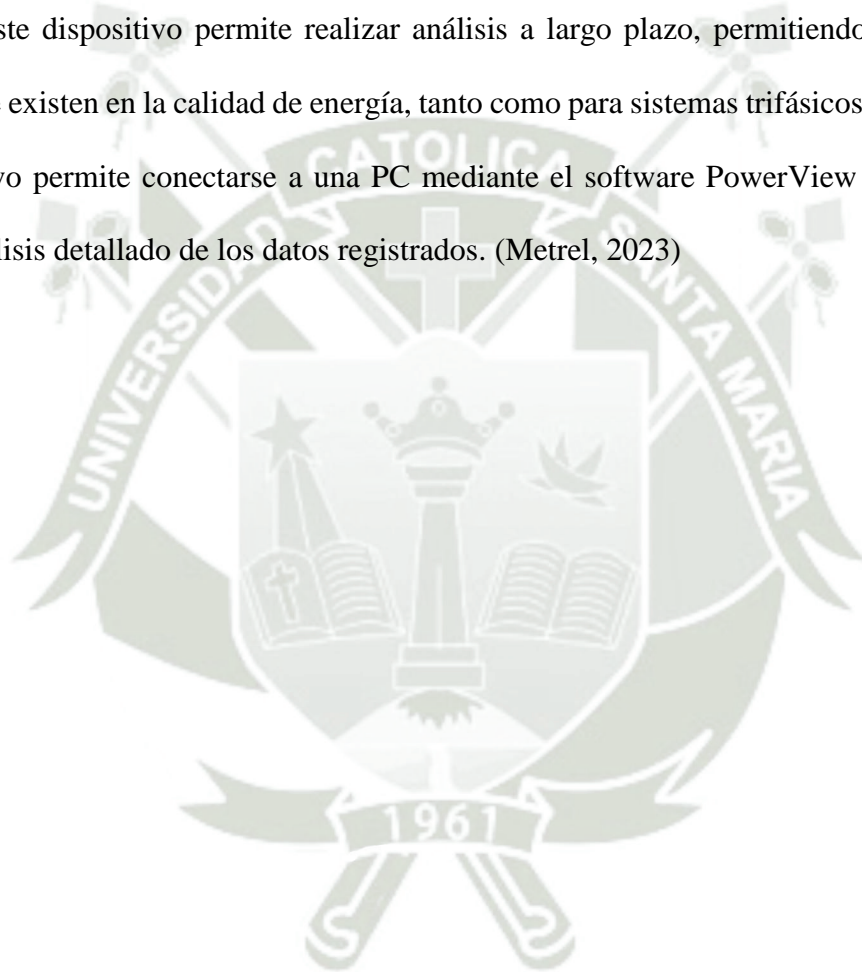 ste dispositivo permite realizar análisis a largo plazo, permitiendo
existen en la calidad de energía, tanto como para sistemas trifásicos
vo permite conectarse a una PC mediante el software PowerView
lisis detallado de los datos registrados. (Metrel, 2023)
UNIVERSIDAD CATOLICA SANTA MARIA
1961